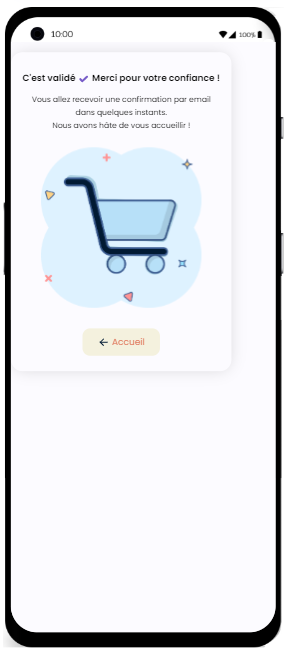 10:00
100%
C'est validé ✓ Merci pour votre confiance !
Vous allez recevoir une confirmation par email
dans quelques instants.
Nous avons hâte de vous accueillir !
← Accueil